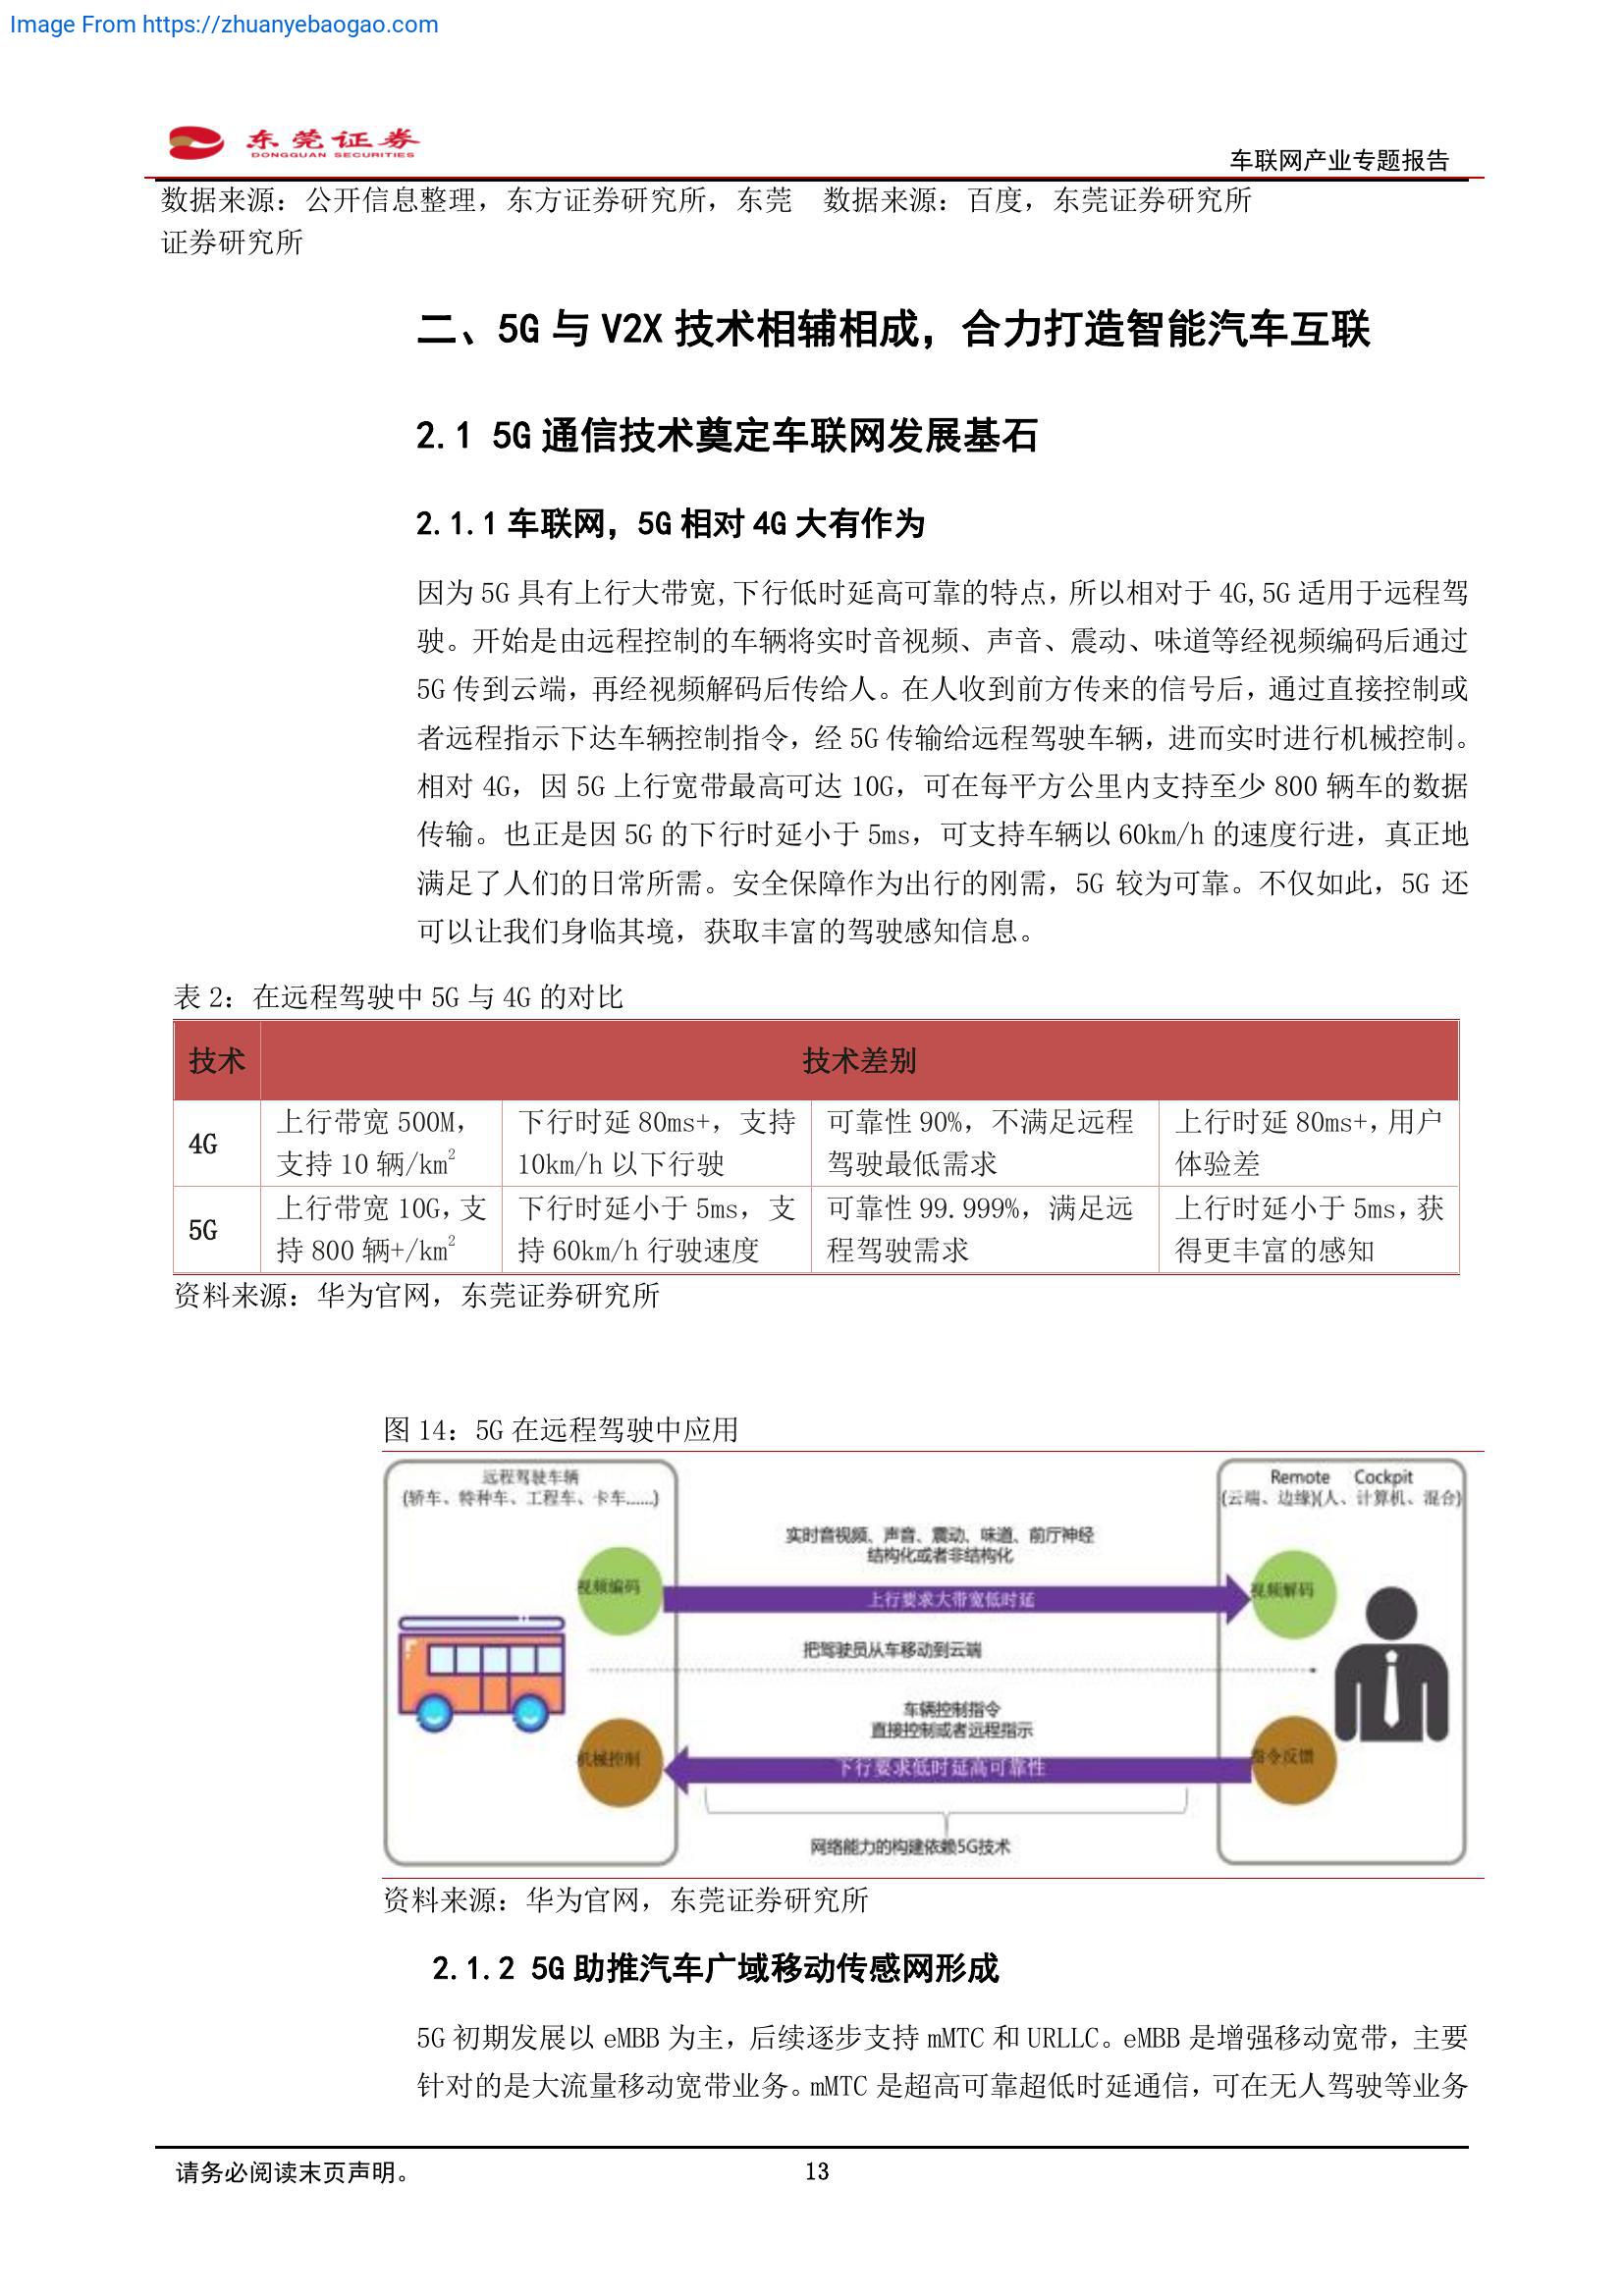 Image From https://zhuanyebaogao.com
东莞证券
DONGGUAN SECURITIES
车联网产业专题报告
数据来源：公开信息整理，东方证券研究所，东莞
证券研究所
数据来源：百度，东莞证券研究所
二、5G 与 V2X 技术相辅相成，合力打造智能汽车互联
2.1 5G 通信技术奠定车联网发展基石
2.1.1 车联网，5G 相对 4G 大有作为
因为 5G 具有上行大带宽,下行低时延高可靠的特点，所以相对于 4G,5G 适用于远程驾
驶。开始是由远程控制的车辆将实时音视频、声音、震动、味道等经视频编码后通过
5G 传到云端，再经视频解码后传给人。在人收到前方传来的信号后，通过直接控制或
者远程指示下达车辆控制指令，经 5G 传输给远程驾驶车辆，进而实时进行机械控制。
相对 4G，因 5G 上行宽带最高可达 10G，可在每平方公里内支持至少 800 辆车的数据
传输。也正是因 5G 的下行时延小于 5ms，可支持车辆以 60km/h 的速度行进，真正地
满足了人们的日常所需。安全保障作为出行的刚需，5G 较为可靠。不仅如此，5G 还
可以让我们身临其境，获取丰富的驾驶感知信息。
表 2：在远程驾驶中 5G 与 4G 的对比
技术 技术差别
4G
上行带宽 500M，
支持 10 辆/km²
下行时延 80ms+，支持
10km/h 以下行驶
可靠性 90%，不满足远程
驾驶最低需求
上行时延 80ms+，用户
体验差
5G
上行带宽 10G，支
持 800 辆+/km²
下行时延小于 5ms，支
持 60km/h 行驶速度
可靠性 99.999%，满足远
程驾驶需求
上行时延小于 5ms，获
得更丰富的感知
资料来源：华为官网，东莞证券研究所
图 14：5G 在远程驾驶中应用
远程驾驶车辆
(轿车、特种车、工程车、卡车......)
Remote Cockpit
(云端、边缘)(人、计算机、混合)
实时音视频、声音、震动、味道、前厅神经
结构化或者非结构化
视频编码
上行要求大带宽低时延
视频解码
把驾驶员从车移动到云端
车辆控制指令
直接控制或者远程指示
机械控制
下行要求低时延高可靠性
指令反馈
网络能力的构建依赖5G技术
资料来源：华为官网，东莞证券研究所
2.1.2 5G 助推汽车广域移动传感网形成
5G 初期发展以 eMBB 为主，后续逐步支持 mMTC 和 URLLC。eMBB 是增强移动宽带，主要
针对的是大流量移动宽带业务。mMTC 是超高可靠超低时延通信，可在无人驾驶等业务
请务必阅读末页声明。
13